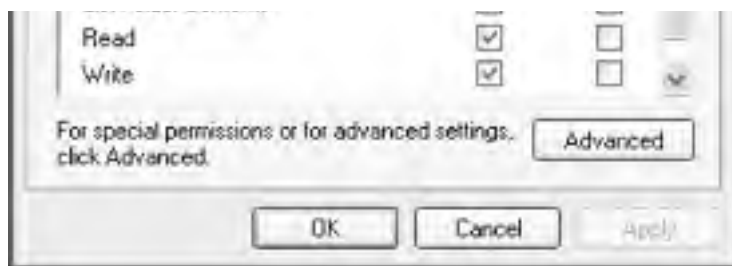 Read
Write
For special permissions or for advanced settings,
click Advanced.
Advanced
OK
Cancel
Apply